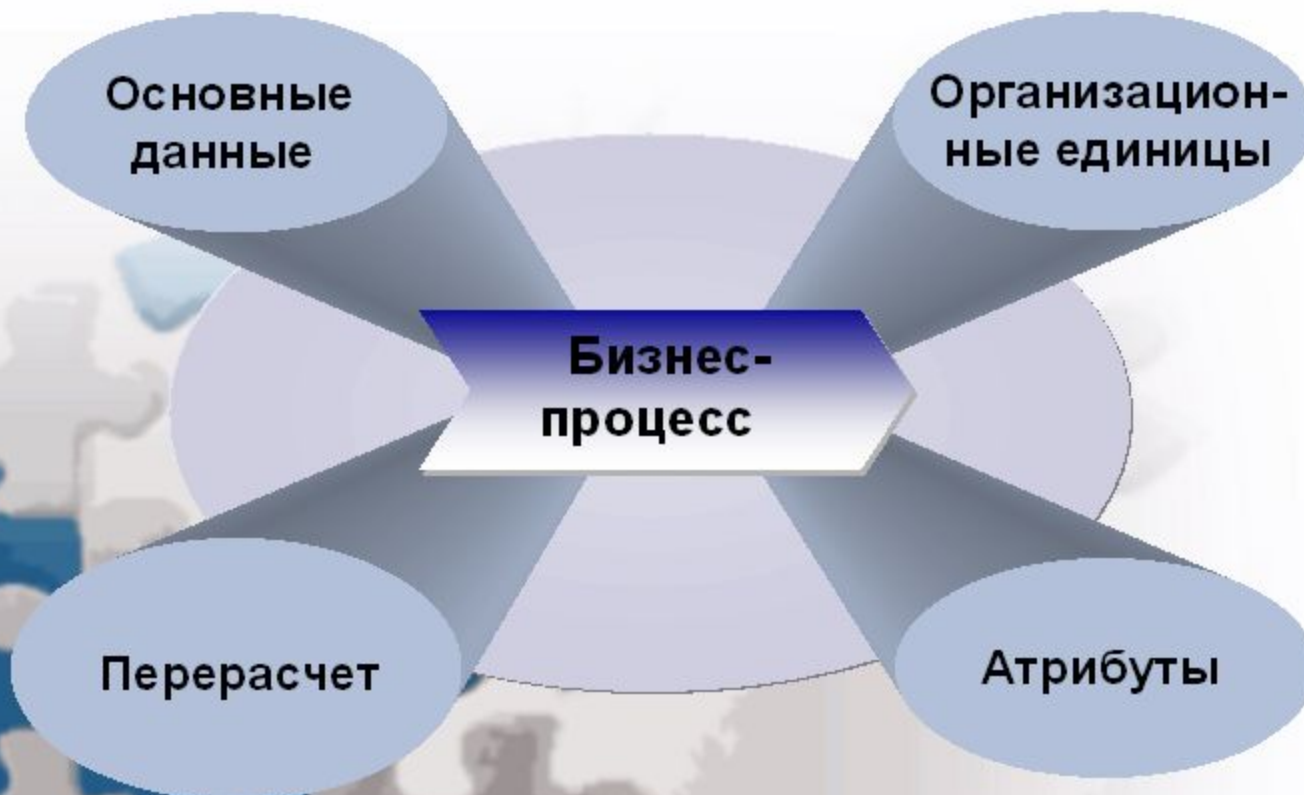 Основные
данные
Организацион-
ные единицы
Бизнес-
процесс
Перерасчет
Атрибуты